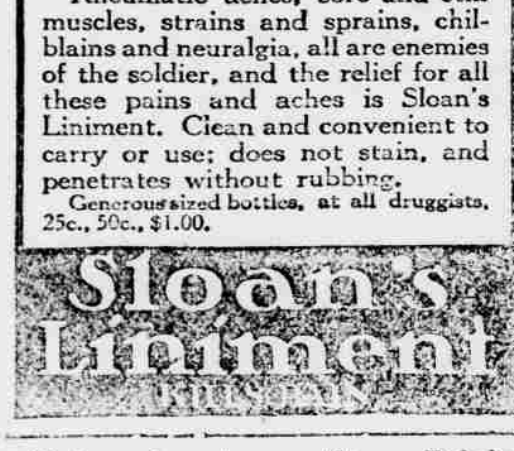 muscles, strains and sprains, chil-
blains and neuralgia, all are enemies
of the soldier, and the relief for all
these pains and aches is Sloan's
Liniment. Clean and convenient to
carry or use; does not stain, and
penetrates without rubbing.
Generous sized bottles, at all druggists,
25c., 50c., $1.00.
Sloan's
Liniment
KILLS PAIN